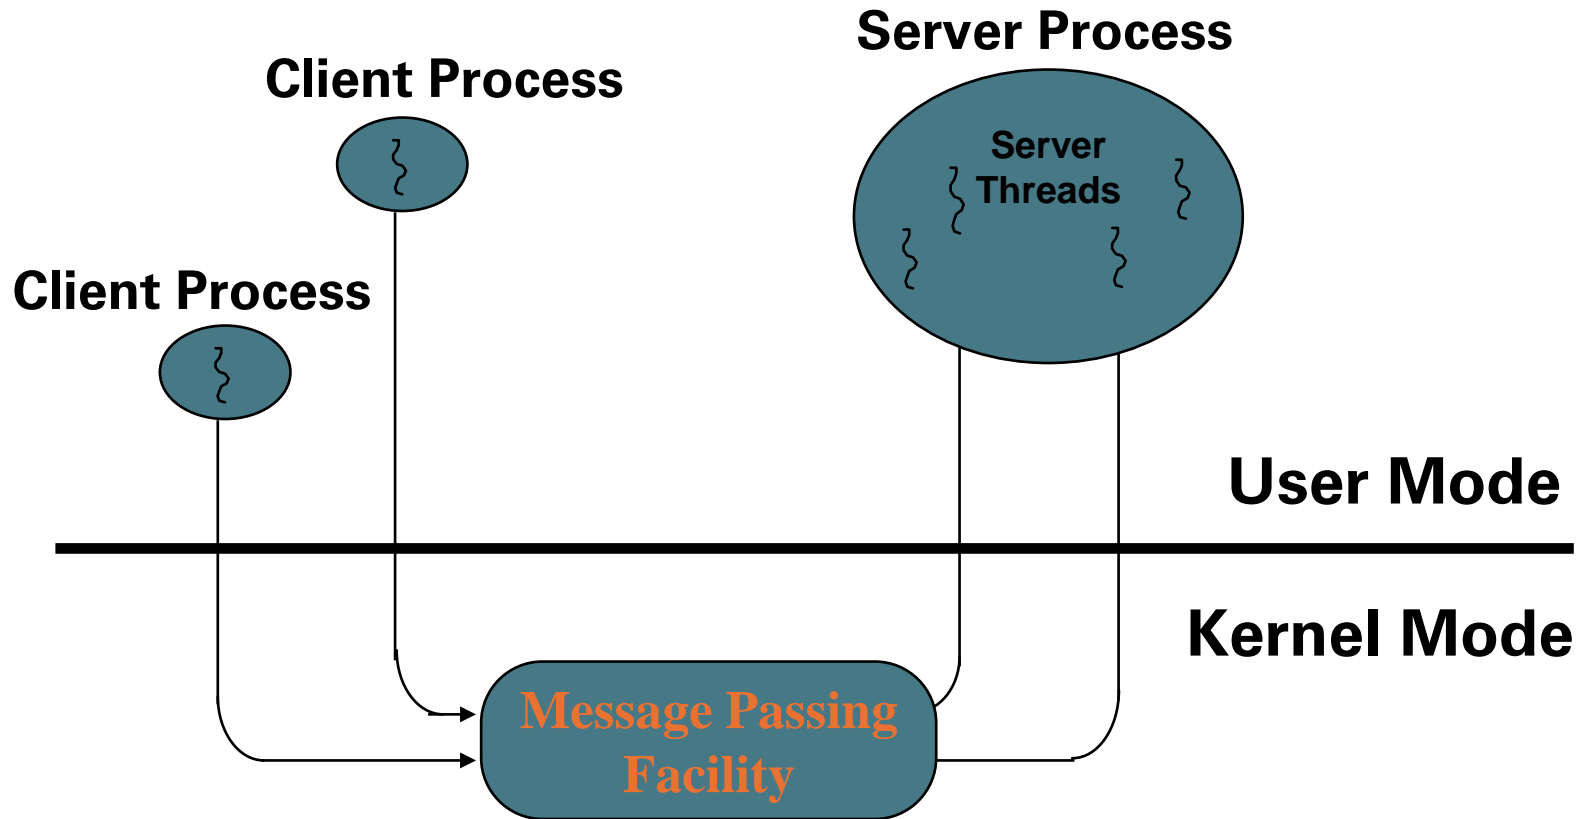 Server Process
Client Process
Server
Threads
Client Process
User Mode
Kernel Mode
Message Passing
Facility